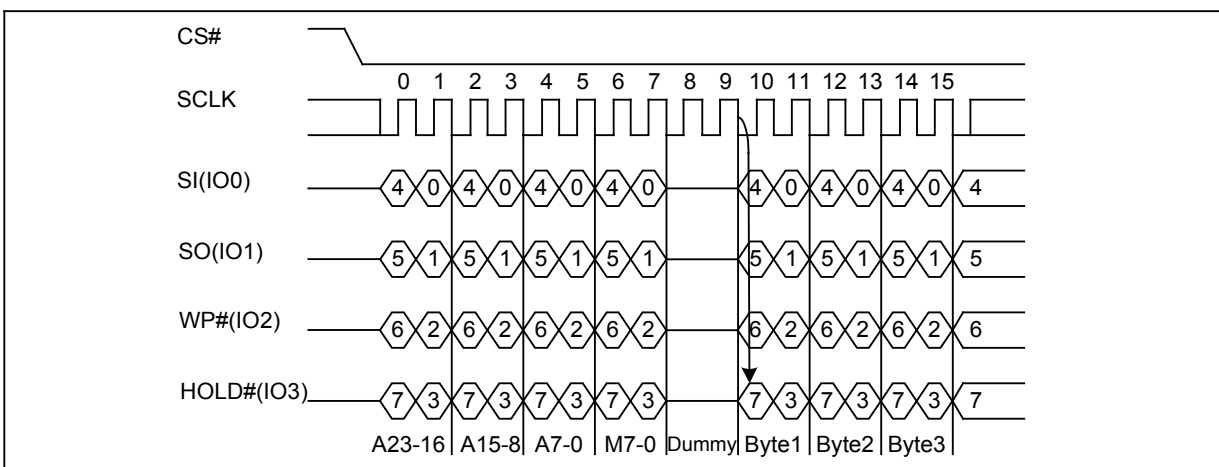 CS#
0 1 2 3 4 5 6 7 8 9 10 11 12 13 14 15
SCLK
SI(IO0) 4 0 4 0 4 0 4 0 4 0 4 0 4 0 4
SO(IO1) 5 1 5 1 5 1 5 1 5 1 5 1 5 1 5
WP#(IO2) 6 2 6 2 6 2 6 2 6 2 6 2 6 2 6
HOLD#(IO3) 7 3 7 3 7 3 7 3 7 3 7 3 7 3 7
A23-16 A15-8 A7-0 M7-0 Dummy Byte1 Byte2 Byte3